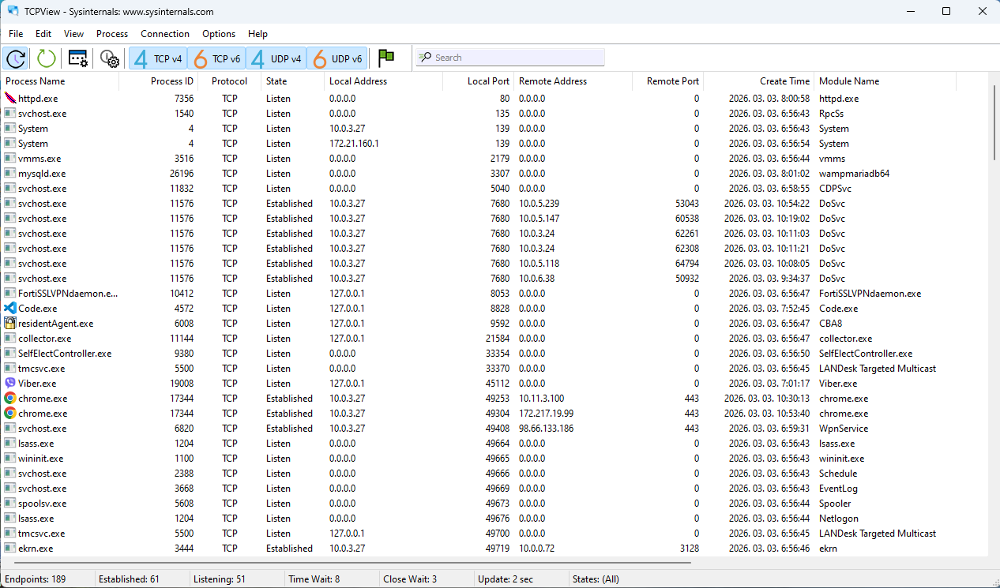 TCPView - Sysinternals: www.sysinternals.com
File Edit View Process Connection Options Help
4 TCP v4 6 TCP v6 4 UDP v4 6 UDP v6 Search
Process Name Process ID Protocol State Local Address Local Port Remote Address Remote Port Create Time Module Name
httpd.exe 7356 TCP Listen 0.0.0.0 80 0.0.0.0 0 2026. 03. 03. 8:00:58 httpd.exe
svchost.exe 1540 TCP Listen 0.0.0.0 135 0.0.0.0 0 2026. 03. 03. 6:56:43 RpcSs
System 4 TCP Listen 10.0.3.27 139 0.0.0.0 0 2026. 03. 03. 6:56:43 System
System 4 TCP Listen 172.21.160.1 139 0.0.0.0 0 2026. 03. 03. 6:56:54 System
vmms.exe 3516 TCP Listen 0.0.0.0 2179 0.0.0.0 0 2026. 03. 03. 6:56:44 vmms
mysqld.exe 26196 TCP Listen 0.0.0.0 3307 0.0.0.0 0 2026. 03. 03. 8:01:02 wampmariadb64
svchost.exe 11832 TCP Listen 0.0.0.0 5040 0.0.0.0 0 2026. 03. 03. 6:58:55 CDPSvc
svchost.exe 11576 TCP Established 10.0.3.27 7680 10.0.5.239 53043 2026. 03. 03. 10:54:22 DoSvc
svchost.exe 11576 TCP Established 10.0.3.27 7680 10.0.5.147 60538 2026. 03. 03. 10:19:02 DoSvc
svchost.exe 11576 TCP Established 10.0.3.27 7680 10.0.3.24 62261 2026. 03. 03. 10:11:03 DoSvc
svchost.exe 11576 TCP Established 10.0.3.27 7680 10.0.3.24 62308 2026. 03. 03. 10:11:21 DoSvc
svchost.exe 11576 TCP Established 10.0.3.27 7680 10.0.5.118 64794 2026. 03. 03. 10:08:05 DoSvc
svchost.exe 11576 TCP Established 10.0.3.27 7680 10.0.6.38 50932 2026. 03. 03. 9:34:37 DoSvc
FortiSSLVPNdaemon.e... 10412 TCP Listen 127.0.0.1 8053 0.0.0.0 0 2026. 03. 03. 6:56:47 FortiSSLVPNdaemon.exe
Code.exe 4572 TCP Listen 127.0.0.1 8828 0.0.0.0 0 2026. 03. 03. 7:52:45 Code.exe
residentAgent.exe 6008 TCP Listen 127.0.0.1 9592 0.0.0.0 0 2026. 03. 03. 6:56:47 CBA8
collector.exe 11144 TCP Listen 127.0.0.1 21584 0.0.0.0 0 2026. 03. 03. 6:56:47 collector.exe
SelfElectController.exe 9380 TCP Listen 0.0.0.0 33354 0.0.0.0 0 2026. 03. 03. 6:56:50 SelfElectController.exe
tmcsvc.exe 5500 TCP Listen 0.0.0.0 33370 0.0.0.0 0 2026. 03. 03. 6:56:45 LANDesk Targeted Multicast
Viber.exe 19008 TCP Listen 127.0.0.1 45112 0.0.0.0 0 2026. 03. 03. 7:01:17 Viber.exe
chrome.exe 17344 TCP Established 10.0.3.27 49253 10.11.3.100 443 2026. 03. 03. 10:30:13 chrome.exe
chrome.exe 17344 TCP Established 10.0.3.27 49304 172.217.19.99 443 2026. 03. 03. 10:53:40 chrome.exe
svchost.exe 6820 TCP Established 10.0.3.27 49408 98.66.133.186 443 2026. 03. 03. 6:59:31 WpnService
lsass.exe 1204 TCP Listen 0.0.0.0 49664 0.0.0.0 0 2026. 03. 03. 6:56:43 lsass.exe
wininit.exe 1100 TCP Listen 0.0.0.0 49665 0.0.0.0 0 2026. 03. 03. 6:56:43 wininit.exe
svchost.exe 2388 TCP Listen 0.0.0.0 49666 0.0.0.0 0 2026. 03. 03. 6:56:43 Schedule
svchost.exe 3668 TCP Listen 0.0.0.0 49669 0.0.0.0 0 2026. 03. 03. 6:56:43 EventLog
spoolsv.exe 5608 TCP Listen 0.0.0.0 49673 0.0.0.0 0 2026. 03. 03. 6:56:44 Spooler
lsass.exe 1204 TCP Listen 0.0.0.0 49676 0.0.0.0 0 2026. 03. 03. 6:56:44 Netlogon
tmcsvc.exe 5500 TCP Listen 127.0.0.1 49700 0.0.0.0 0 2026. 03. 03. 6:56:45 LANDesk Targeted Multicast
ekrn.exe 3444 TCP Established 10.0.3.27 49719 10.0.0.72 3128 2026. 03. 03. 6:56:46 ekrn
Endpoints: 189 Established: 61 Listening: 51 Time Wait: 8 Close Wait: 3 Update: 2 sec States: (All)